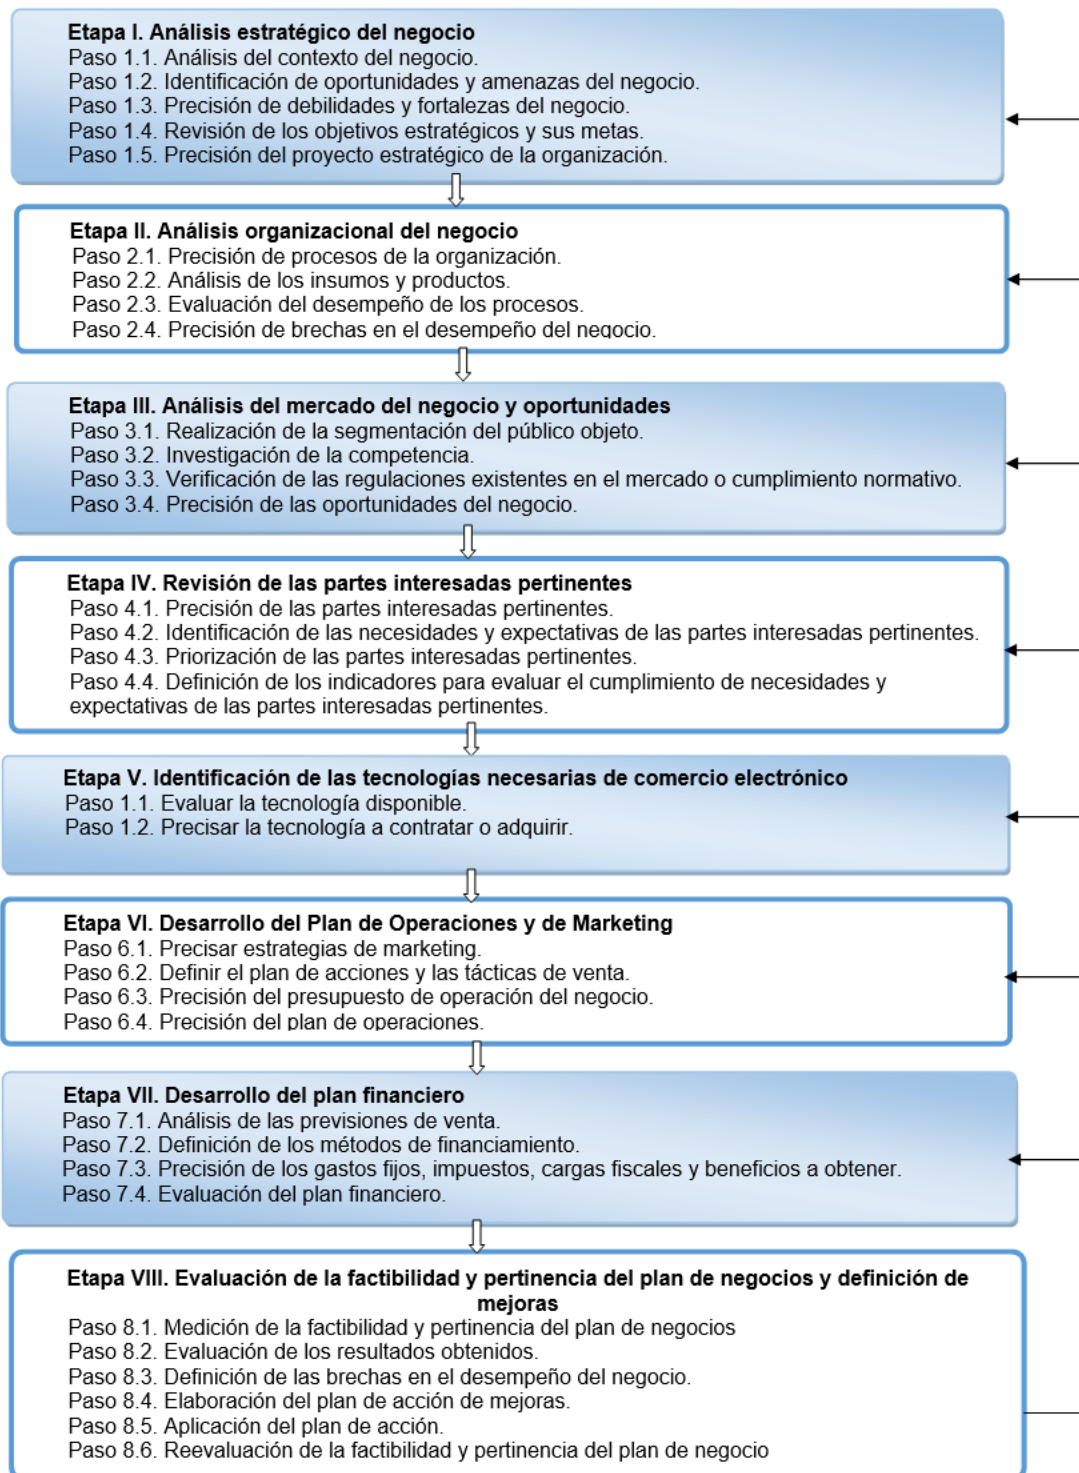 Etapa I. Análisis estratégico del negocio
Paso 1.1. Análisis del contexto del negocio.
Paso 1.2. Identificación de oportunidades y amenazas del negocio.
Paso 1.3. Precisión de debilidades y fortalezas del negocio.
Paso 1.4. Revisión de los objetivos estratégicos y sus metas.
Paso 1.5. Precisión del proyecto estratégico de la organización.
Etapa II. Análisis organizacional del negocio
Paso 2.1. Precisión de procesos de la organización.
Paso 2.2. Análisis de los insumos y productos.
Paso 2.3. Evaluación del desempeño de los procesos.
Paso 2.4. Precisión de brechas en el desempeño del negocio.
Etapa III. Análisis del mercado del negocio y oportunidades
Paso 3.1. Realización de la segmentación del público objeto.
Paso 3.2. Investigación de la competencia.
Paso 3.3. Verificación de las regulaciones existentes en el mercado o cumplimiento normativo.
Paso 3.4. Precisión de las oportunidades del negocio.
Etapa IV. Revisión de las partes interesadas pertinentes
Paso 4.1. Precisión de las partes interesadas pertinentes.
Paso 4.2. Identificación de las necesidades y expectativas de las partes interesadas pertinentes.
Paso 4.3. Priorización de las partes interesadas pertinentes.
Paso 4.4. Definición de los indicadores para evaluar el cumplimiento de necesidades y
expectativas de las partes interesadas pertinentes.
Etapa V. Identificación de las tecnologías necesarias de comercio electrónico
Paso 1.1. Evaluar la tecnología disponible.
Paso 1.2. Precisar la tecnología a contratar o adquirir.
Etapa VI. Desarrollo del Plan de Operaciones y de Marketing
Paso 6.1. Precisar estrategias de marketing.
Paso 6.2. Definir el plan de acciones y las tácticas de venta.
Paso 6.3. Precisión del presupuesto de operación del negocio.
Paso 6.4. Precisión del plan de operaciones.
Etapa VII. Desarrollo del plan financiero
Paso 7.1. Análisis de las previsiones de venta.
Paso 7.2. Definición de los métodos de financiamiento.
Paso 7.3. Precisión de los gastos fijos, impuestos, cargas fiscales y beneficios a obtener.
Paso 7.4. Evaluación del plan financiero.
Etapa VIII. Evaluación de la factibilidad y pertinencia del plan de negocios y definición de
mejoras
Paso 8.1. Medición de la factibilidad y pertinencia del plan de negocios
Paso 8.2. Evaluación de los resultados obtenidos.
Paso 8.3. Definición de las brechas en el desempeño del negocio.
Paso 8.4. Elaboración del plan de acción de mejoras.
Paso 8.5. Aplicación del plan de acción.
Paso 8.6. Reevaluación de la factibilidad y pertinencia del plan de negocio